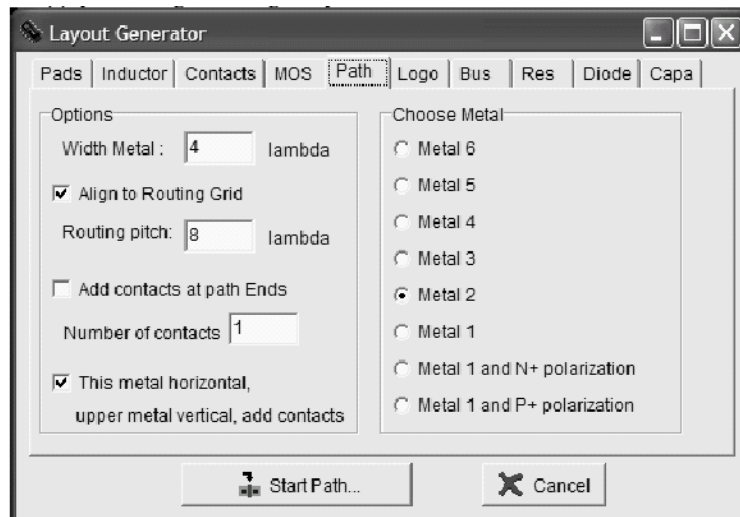 Layout Generator
Pads Inductor Contacts MOS Path Logo Bus Res Diode Capa
Options
Width Metal : 4 lambda
Align to Routing Grid
Routing pitch: 8 lambda
Add contacts at path Ends
Number of contacts 1
This metal horizontal,
upper metal vertical, add contacts
Choose Metal
Metal 6
Metal 5
Metal 4
Metal 3
Metal 2
Metal 1
Metal 1 and N+ polarization
Metal 1 and P+ polarization
Start Path...
Cancel